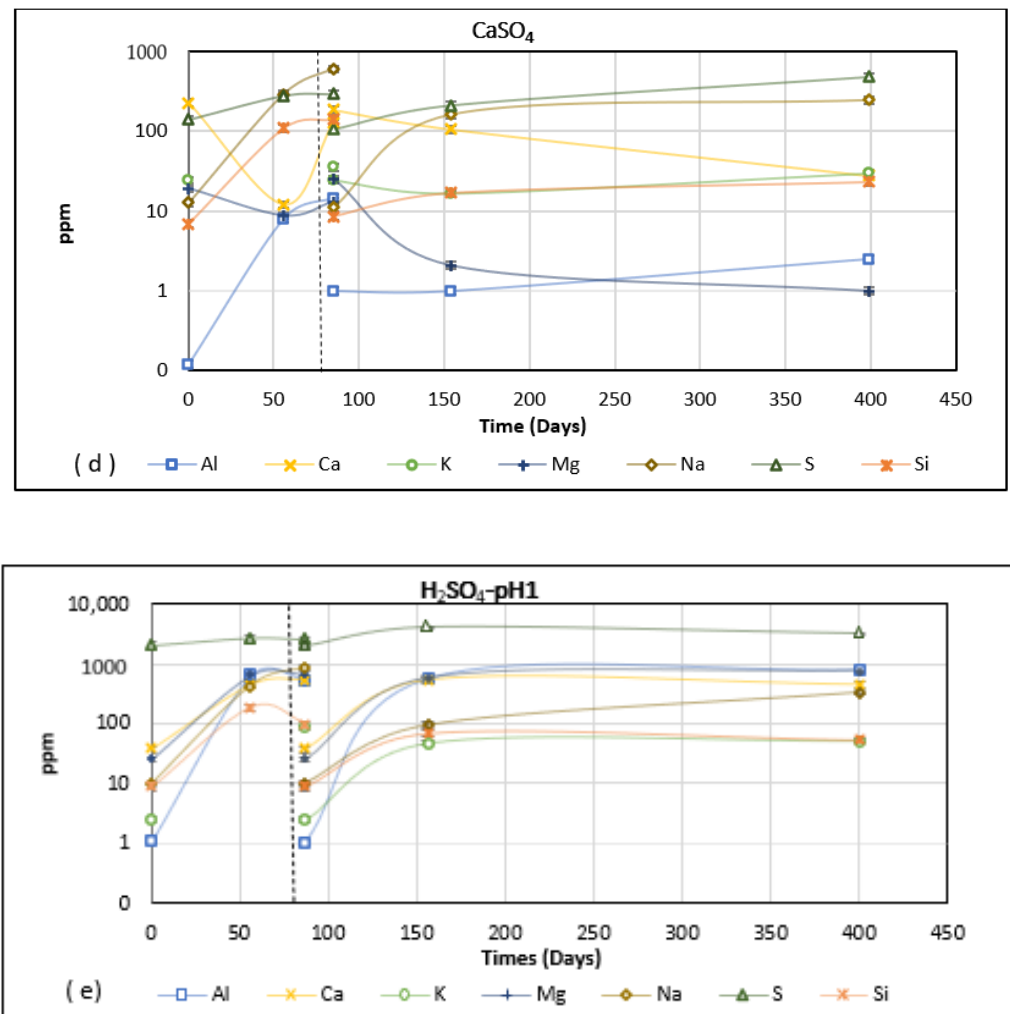 CaSO₄
1000
100
10
1
0
ppm
0 50 100 150 200 250 300 350 400 450
Time (Days)
( d ) Al Ca K Mg Na S Si
H₂SO₄-pH1
10,000
1000
100
10
1
0
ppm
0 50 100 150 200 250 300 350 400 450
Times (Days)
( e) Al Ca K Mg Na S Si